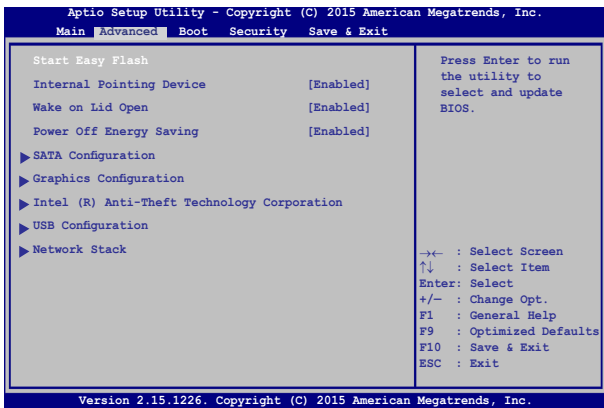 Aptio Setup Utility - Copyright (C) 2015 American Megatrends, Inc.
Main Advanced Boot Security Save & Exit
Start Easy Flash
Internal Pointing Device [Enabled]
Wake on Lid Open [Enabled]
Power Off Energy Saving [Enabled]
SATA Configuration
Graphics Configuration
Intel (R) Anti-Theft Technology Corporation
USB Configuration
Network Stack
Press Enter to run
the utility to
select and update
BIOS.
→← : Select Screen
↑↓ : Select Item
Enter: Select
+/— : Change Opt.
F1 : General Help
F9 : Optimized Defaults
F10 : Save & Exit
ESC : Exit
Version 2.15.1226. Copyright (C) 2015 American Megatrends, Inc.